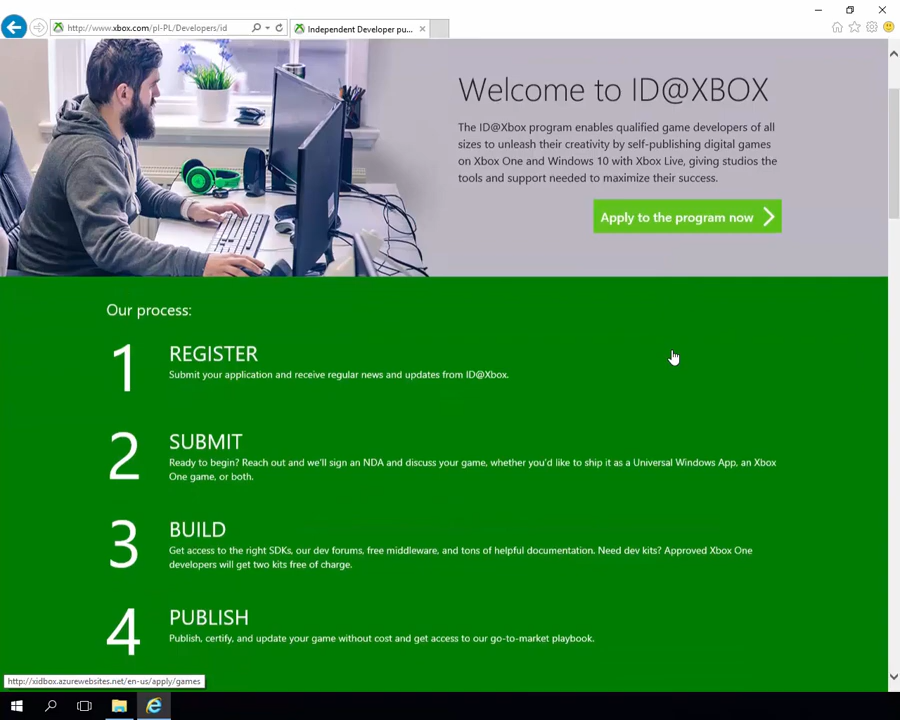 http://www.xbox.com/pl-PL/Developers/id
Independent Developer pu...
Welcome to ID@XBOX
The ID@Xbox program enables qualified game developers of all
sizes to unleash their creativity by self-publishing digital games
on Xbox One and Windows 10 with Xbox Live, giving studios the
tools and support needed to maximize their success.
Apply to the program now
Our process:
1
REGISTER
Submit your application and receive regular news and updates from ID@Xbox.
2
SUBMIT
Ready to begin? Reach out and we'll sign an NDA and discuss your game, whether you'd like to ship it as a Universal Windows App, an Xbox
One game, or both.
3
BUILD
Get access to the right SDKs, our dev forums, free middleware, and tons of helpful documentation. Need dev kits? Approved Xbox One
developers will get two kits free of charge.
4
PUBLISH
Publish, certify, and update your game without cost and get access to our go-to-market playbook.
http://xidbox.azurewebsites.net/en-us/apply/games